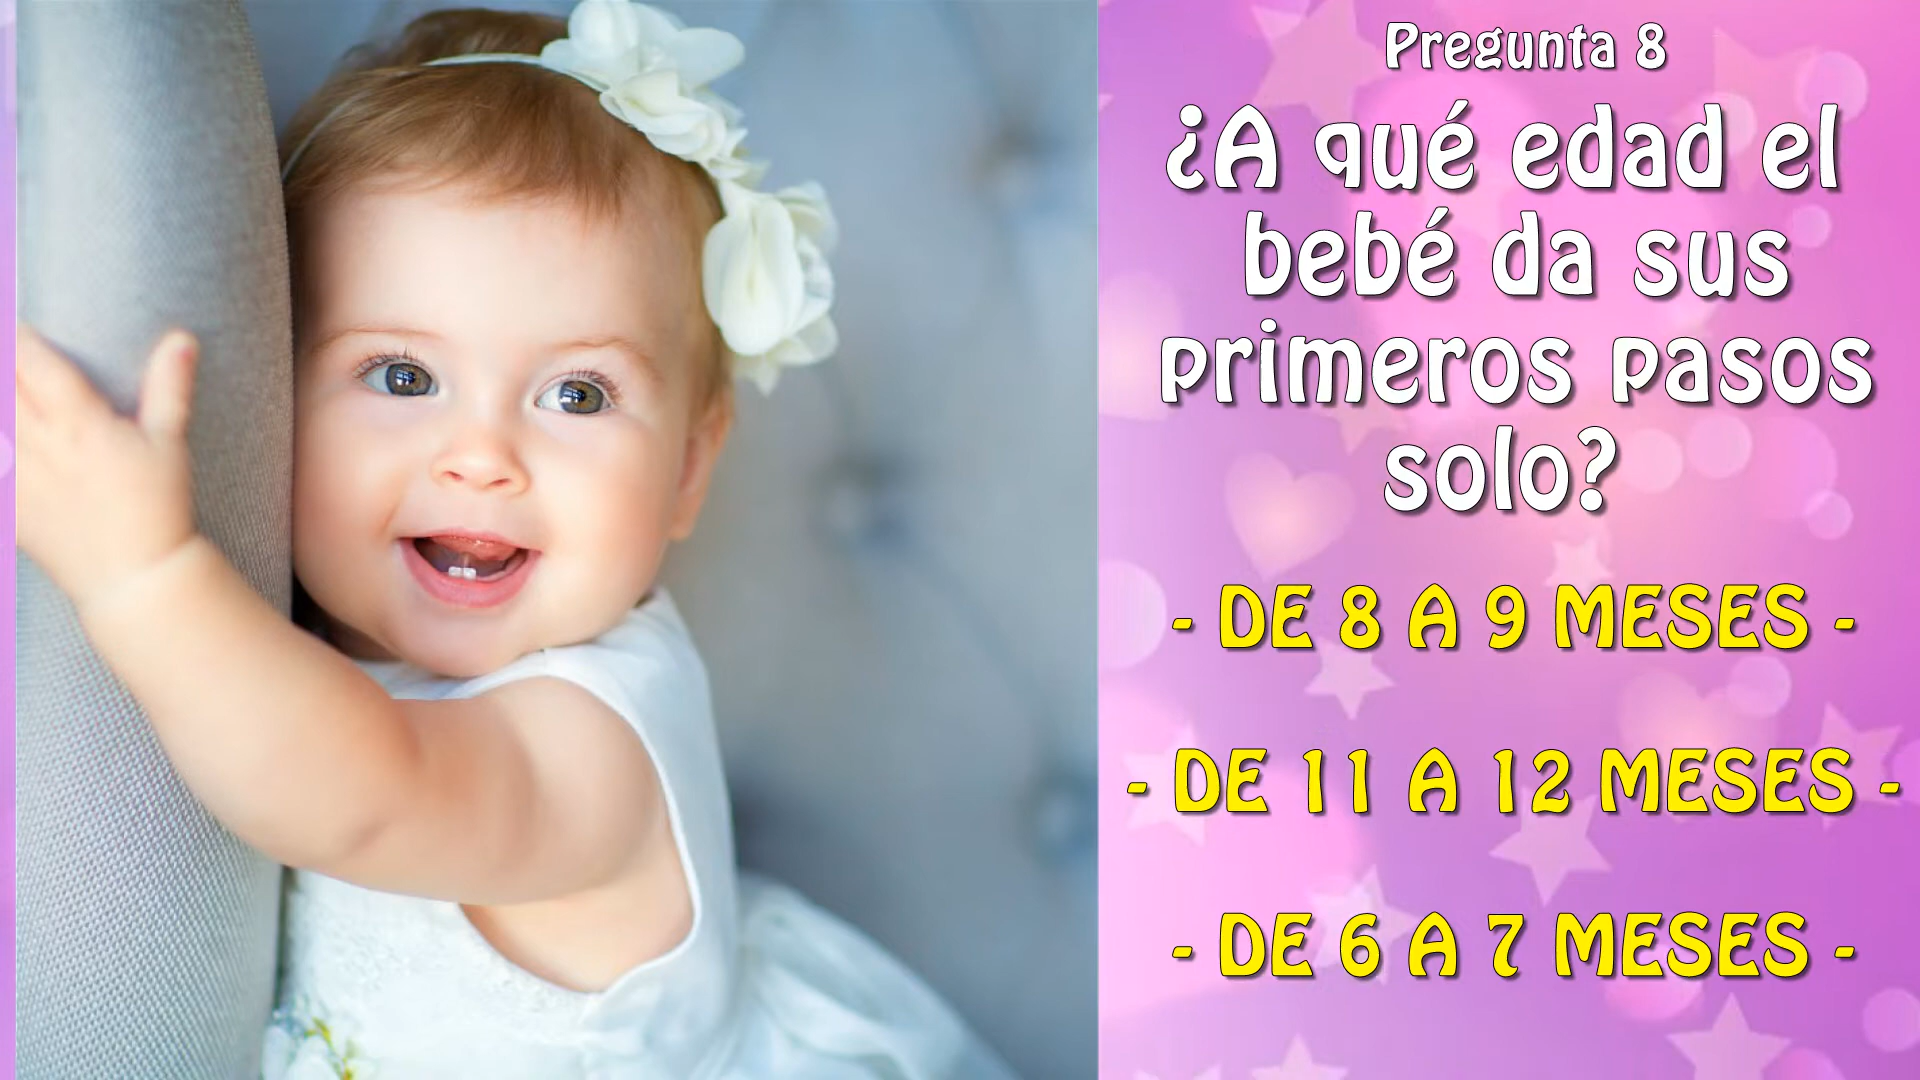 Pregunta 8
¿A qué edad el
bebé da sus
primeros pasos
solo?
- DE 8 A 9 MESES -
- DE 11 A 12 MESES -
- DE 6 A 7 MESES -